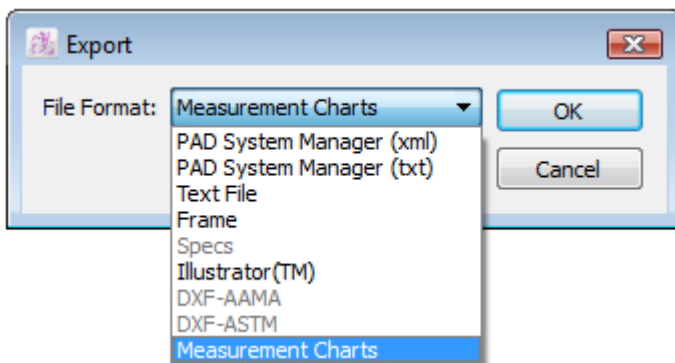 Export
File Format: Measurement Charts OK
PAD System Manager (xml)
PAD System Manager (txt)
Cancel
Text File
Frame
Specs
Illustrator(TM)
DXF-AAMA
DXF-ASTM
Measurement Charts